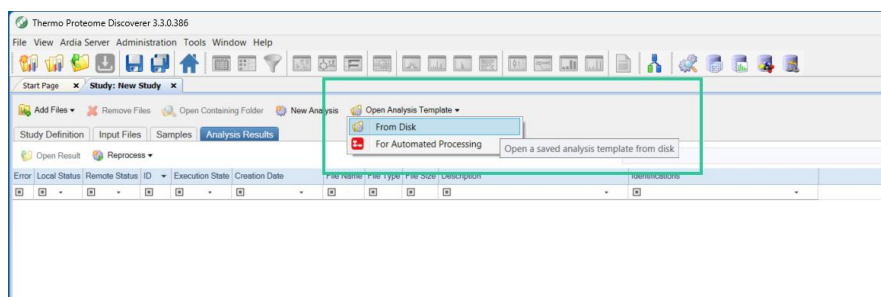 Thermo Proteome Discoverer 3.3.0.386
File View Ardia Server Administration Tools Window Help
Start Page x Study: New Study x
Add Files Remove Files Open Containing Folder New Analysis Open Analysis Template
From Disk
Study Definition Input Files Samples Analysis Results
For Automated Processing
Open a saved analysis template from disk
Open Result Reprocess
Error Local Status Remote Status ID Execution State Creation Date File Name File Type File Size Description Identifications